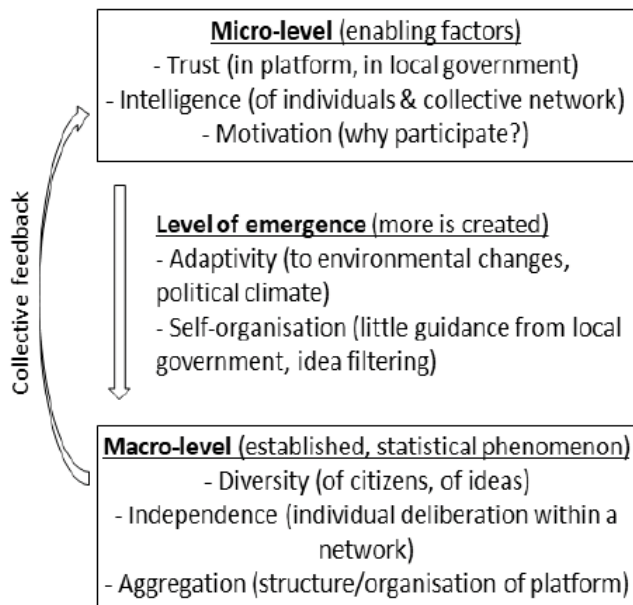 Micro-level (enabling factors)
- Trust (in platform, in local government)
- Intelligence (of individuals & collective network)
- Motivation (why participate?)
Collective feedback
Level of emergence (more is created)
- Adaptivity (to environmental changes,
political climate)
- Self-organisation (little guidance from local
government, idea filtering)
Macro-level (established, statistical phenomenon)
- Diversity (of citizens, of ideas)
- Independence (individual deliberation within a
network)
- Aggregation (structure/organisation of platform)